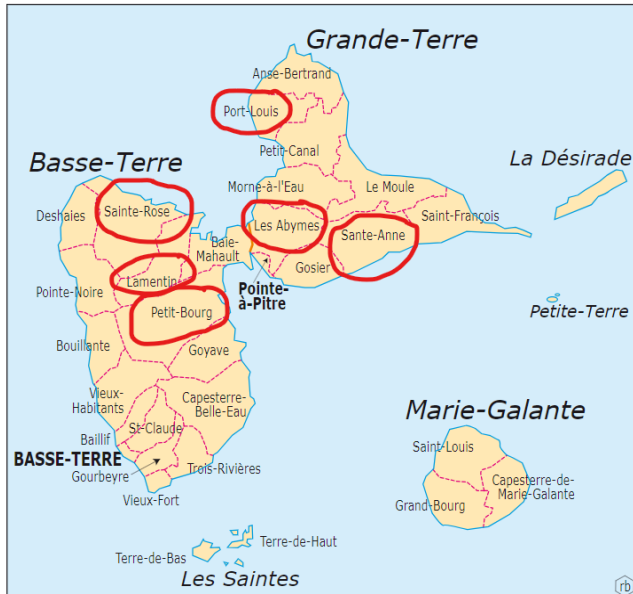 Grande-Terre
Anse-Bertrand
Port-Louis
Petit-Canal
Basse-Terre
La Désirade
Morne-à-l'Eau
Le Moule
Sainte-Rose
Deshaies
Les Abymes
Saint-François
Sante-Anne
Baie-
Mahault
Gosier
Lamentin
Pointe-
à-Pitre
Pointe-Noire
Petit-Bourg
Petite-Terre
Bouillante
Goyave
Vieux-
Habitants
Capesterre-
Belle-Eau
Marie-Galante
St-Claude
Baillif
Saint-Louis
BASSE-TERRE
Gourbeyre
Trois-Rivières
Capesterre-de-
Marie-Galante
Vieux-Fort
Grand-Bourg
Terre-de-Haut
Terre-de-Bas
Les Saintes
rb